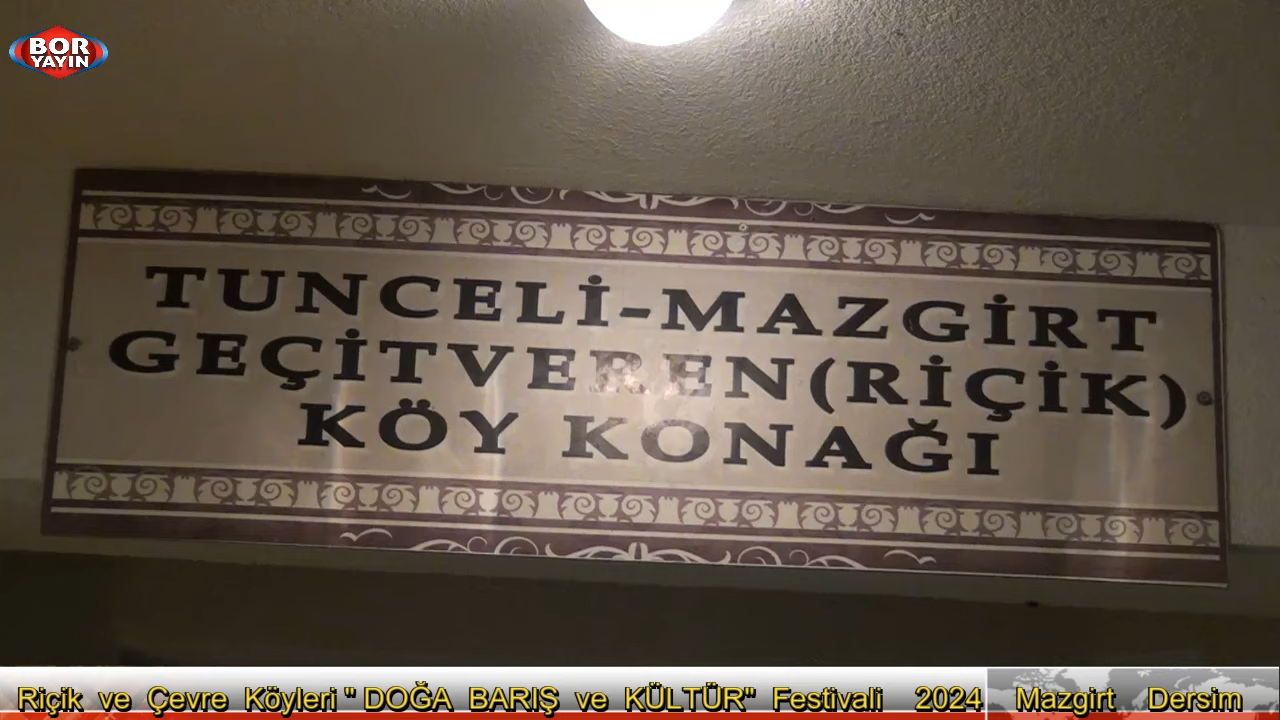 BOR
YAYIN
TUNCELİ-MAZGİRT
GEÇİTVEREN(RİÇİK)
KÖY KONAĞI
Riçik ve Çevre Köyleri " DOĞA BARIŞ ve KÜLTÜR" Festivali 2024 Mazgirt Dersim